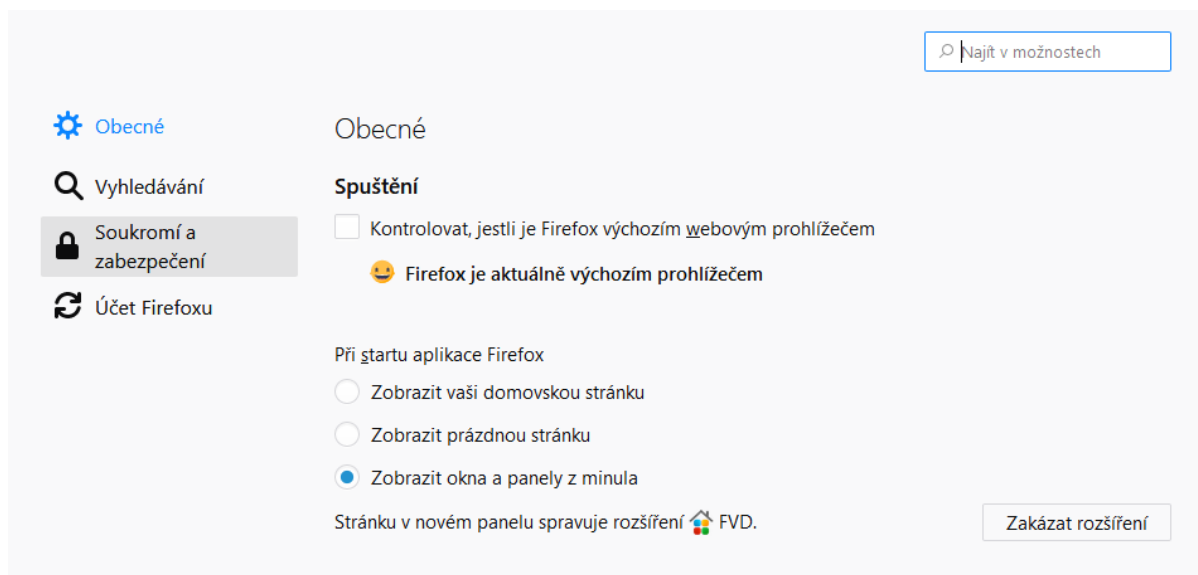 Najít v možnostech
Obecné
Vyhledávání
Soukromí a
zabezpečení
Účet Firefoxu
Obecné
Spuštění
Kontrolovat, jestli je Firefox výchozím webovým prohlížečem
Firefox je aktuálně výchozím prohlížečem
Při startu aplikace Firefox
Zobrazit vaši domovskou stránku
Zobrazit prázdnou stránku
Zobrazit okna a panely z minula
Stránku v novém panelu spravuje rozšíření FVD.
Zakázat rozšíření